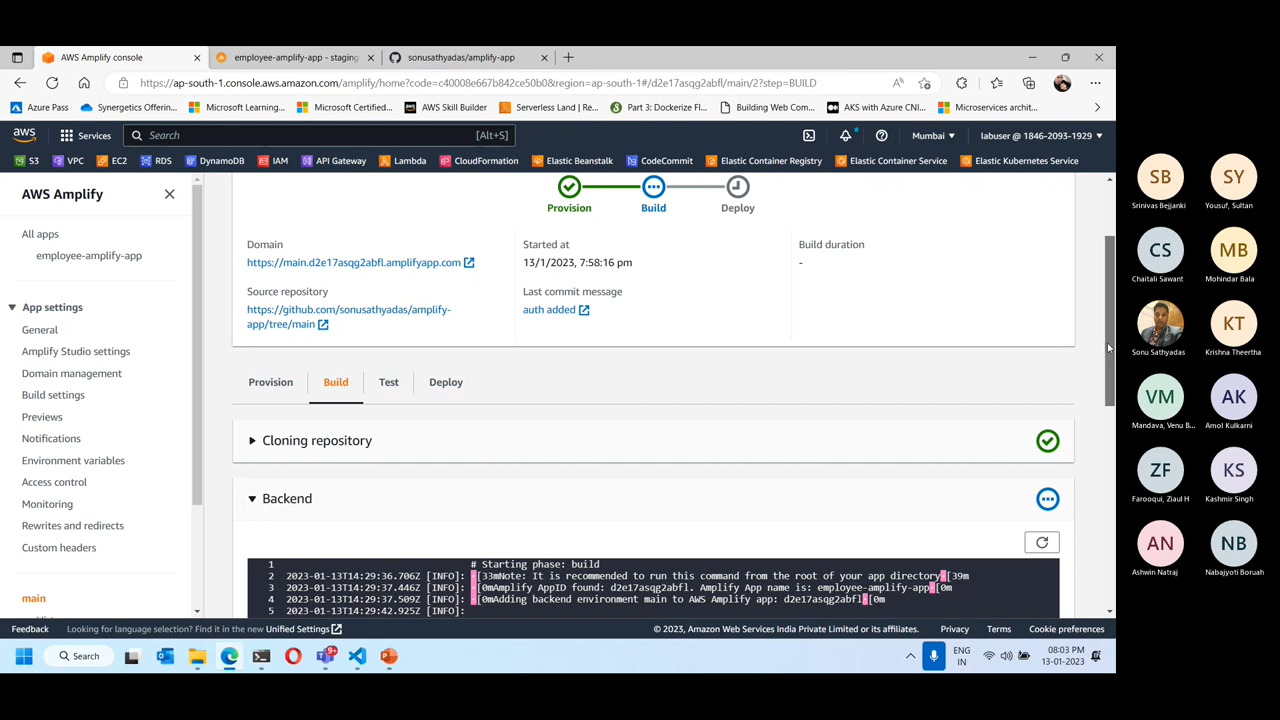 AWS Amplify console
employee-amplify-app - staging
sonusathyadas/amplify-app
https://ap-south-1.console.aws.amazon.com/amplify/home?code=c40008e667b842ce50b0&region=ap-south-1#/d2e17asqg2abfl/main/2?step=BUILD
Azure Pass
Synergetics Offerin...
Microsoft Learning...
Microsoft Certified...
AWS Skill Builder
Serverless Land | Re...
Part 3: Dockerize Fl...
Building Web Com...
AKS with Azure CNI...
Microservices archit...
aws
Services
Search
[Alt+S]
Mumbai
labuser @ 1846-2093-1929
S3
VPC
EC2
RDS
DynamoDB
IAM
API Gateway
Lambda
CloudFormation
Elastic Beanstalk
CodeCommit
Elastic Container Registry
Elastic Container Service
Elastic Kubernetes Service
AWS Amplify
All apps
employee-amplify-app
App settings
General
Amplify Studio settings
Domain management
Build settings
Previews
Notifications
Environment variables
Access control
Monitoring
Rewrites and redirects
Custom headers
main
Provision
Build
Deploy
Domain
https://main.d2e17asqg2abfl.amplifyapp.com
Started at
13/1/2023, 7:58:16 pm
Build duration
-
Source repository
https://github.com/sonusathyadas/amplify-
app/tree/main
Last commit message
auth added
Provision
Build
Test
Deploy
Cloning repository
Backend
1 # Starting phase: build
2 2023-01-13T14:29:36.706Z [INFO]: [33mNote: It is recommended to run this command from the root of your app directory[39m
3 2023-01-13T14:29:37.446Z [INFO]: [0mAmplify AppID found: d2e17asqg2abfl. Amplify App name is: employee-amplify-app[0m
4 2023-01-13T14:29:37.509Z [INFO]: [0mAdding backend environment main to AWS Amplify app: d2e17asqg2abfl[0m
5 2023-01-13T14:29:42.925Z [INFO]:
Feedback
Looking for language selection? Find it in the new Unified Settings
© 2023, Amazon Web Services India Private Limited or its affiliates.
Privacy
Terms
Cookie preferences
Search
9+
ENG
IN
08:03 PM
13-01-2023
SB
Srinivas Bejjanki
SY
Yousuf, Sultan
CS
Chaitali Sawant
MB
Mohindar Bala
Sonu Sathyadas
KT
Krishna Theertha
VM
Mandava, Venu B...
AK
Amol Kulkarni
ZF
Farooqui, Ziaul H
KS
Kashmir Singh
AN
Ashwin Natraj
NB
Nabajyoti Boruah